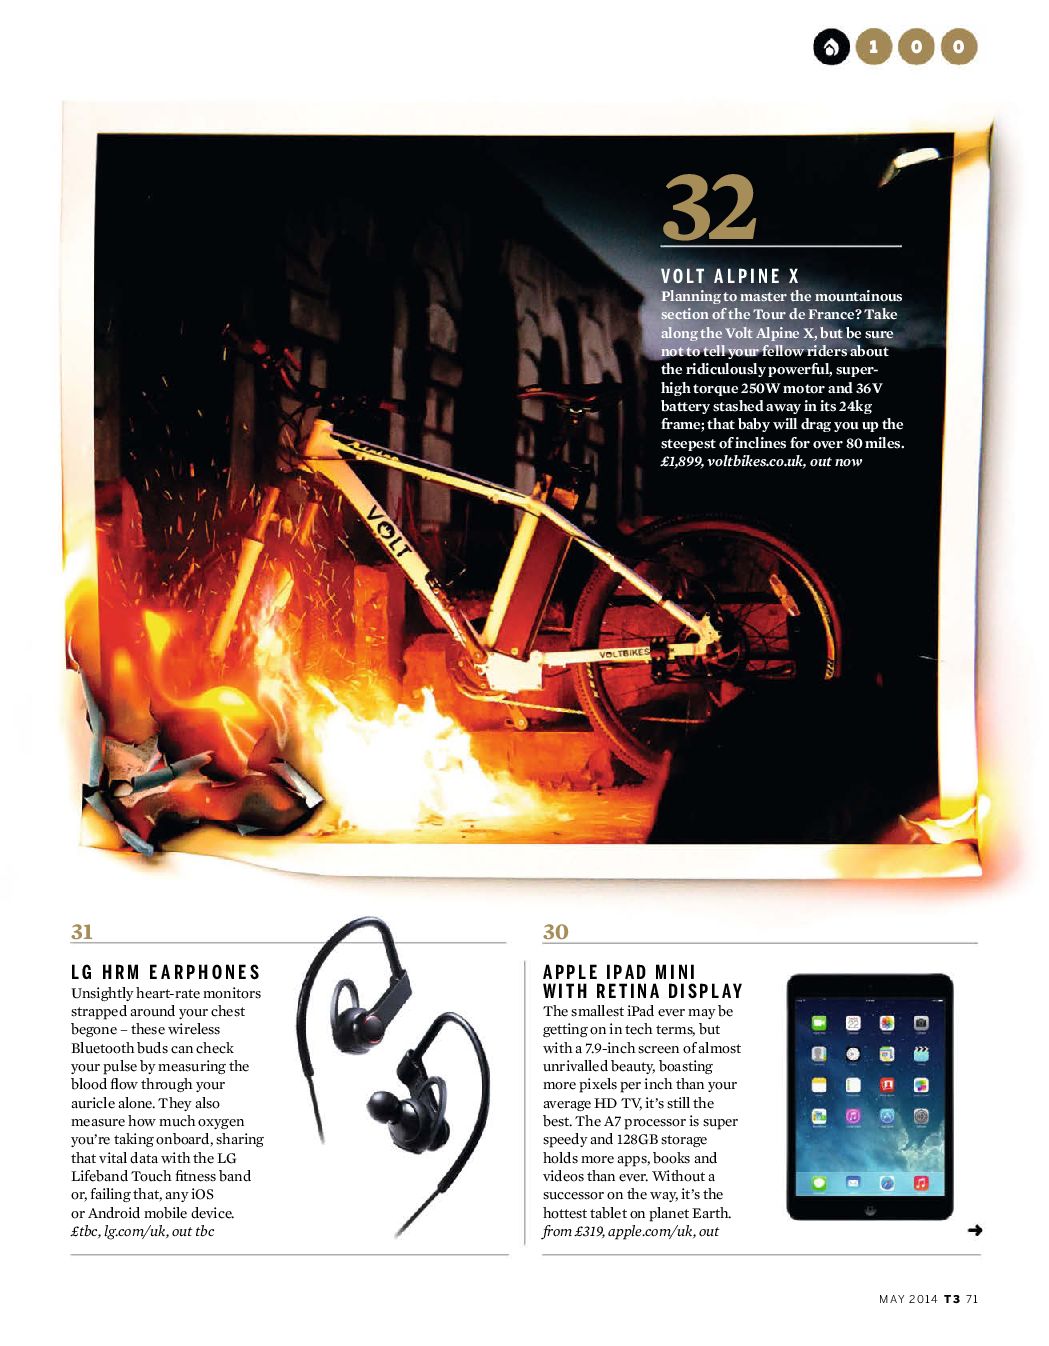 100
32
VOLT ALPINE X
Planning to master the mountainous
section of the Tour de France? Take
along the Volt Alpine X, but be sure
not to tell your fellow riders about
the ridiculously powerful, super-
high torque 250W motor and 36V
battery stashed away in its 24kg
frame; that baby will drag you up the
steepest of inclines for over 80 miles.
£1,899, voltbikes.co.uk, out now
VOLT
VOLTBIKES
31
LG HRM EARPHONES
Unsightly heart-rate monitors
strapped around your chest
begone – these wireless
Bluetooth buds can check
your pulse by measuring the
blood flow through your
auricle alone. They also
measure how much oxygen
you're taking onboard, sharing
that vital data with the LG
Lifeband Touch fitness band
or, failing that, any iOS
or Android mobile device.
£tbc, lg.com/uk, out tbc
30
APPLE IPAD MINI
WITH RETINA DISPLAY
The smallest iPad ever may be
getting on in tech terms, but
with a 7.9-inch screen of almost
unrivalled beauty, boasting
more pixels per inch than your
average HD TV, it's still the
best. The A7 processor is super
speedy and 128GB storage
holds more apps, books and
videos than ever. Without a
successor on the way, it's the
hottest tablet on planet Earth.
from £319, apple.com/uk, out
MAY 2014 T3 71